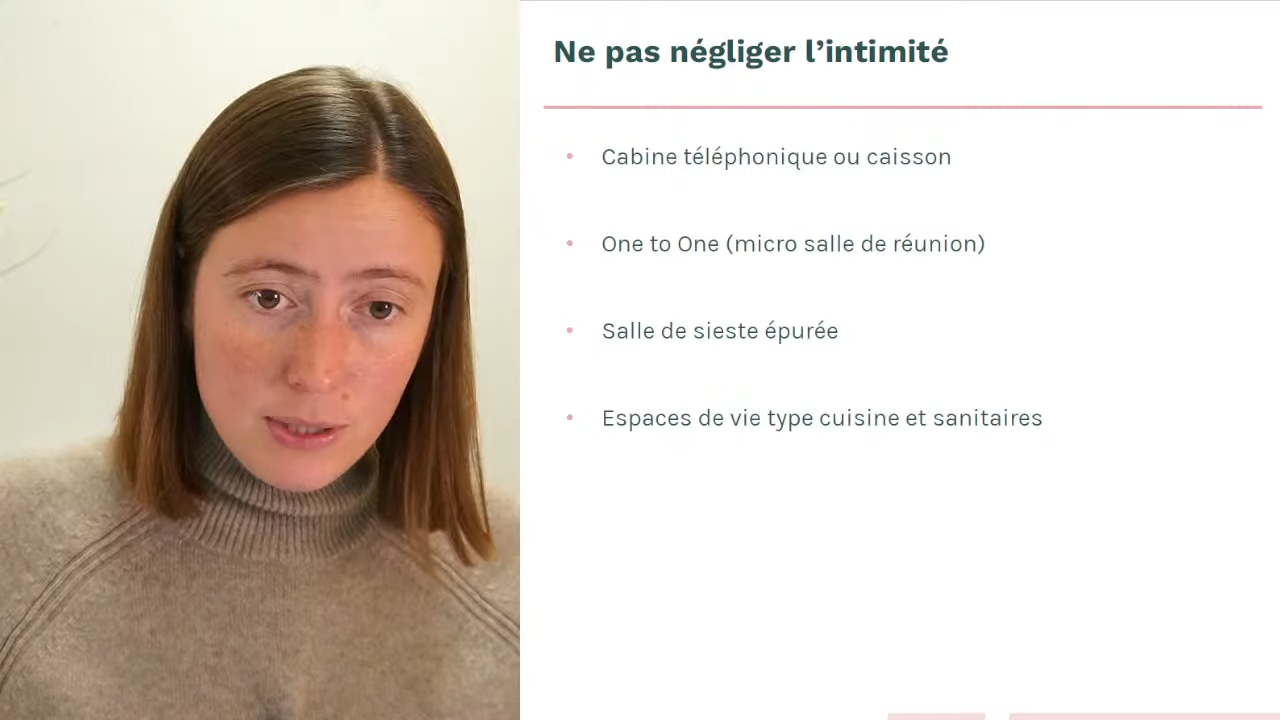 Ne pas négliger l’intimité
• Cabine téléphonique ou caisson
• One to One (micro salle de réunion)
• Salle de sieste épurée
• Espaces de vie type cuisine et sanitaires